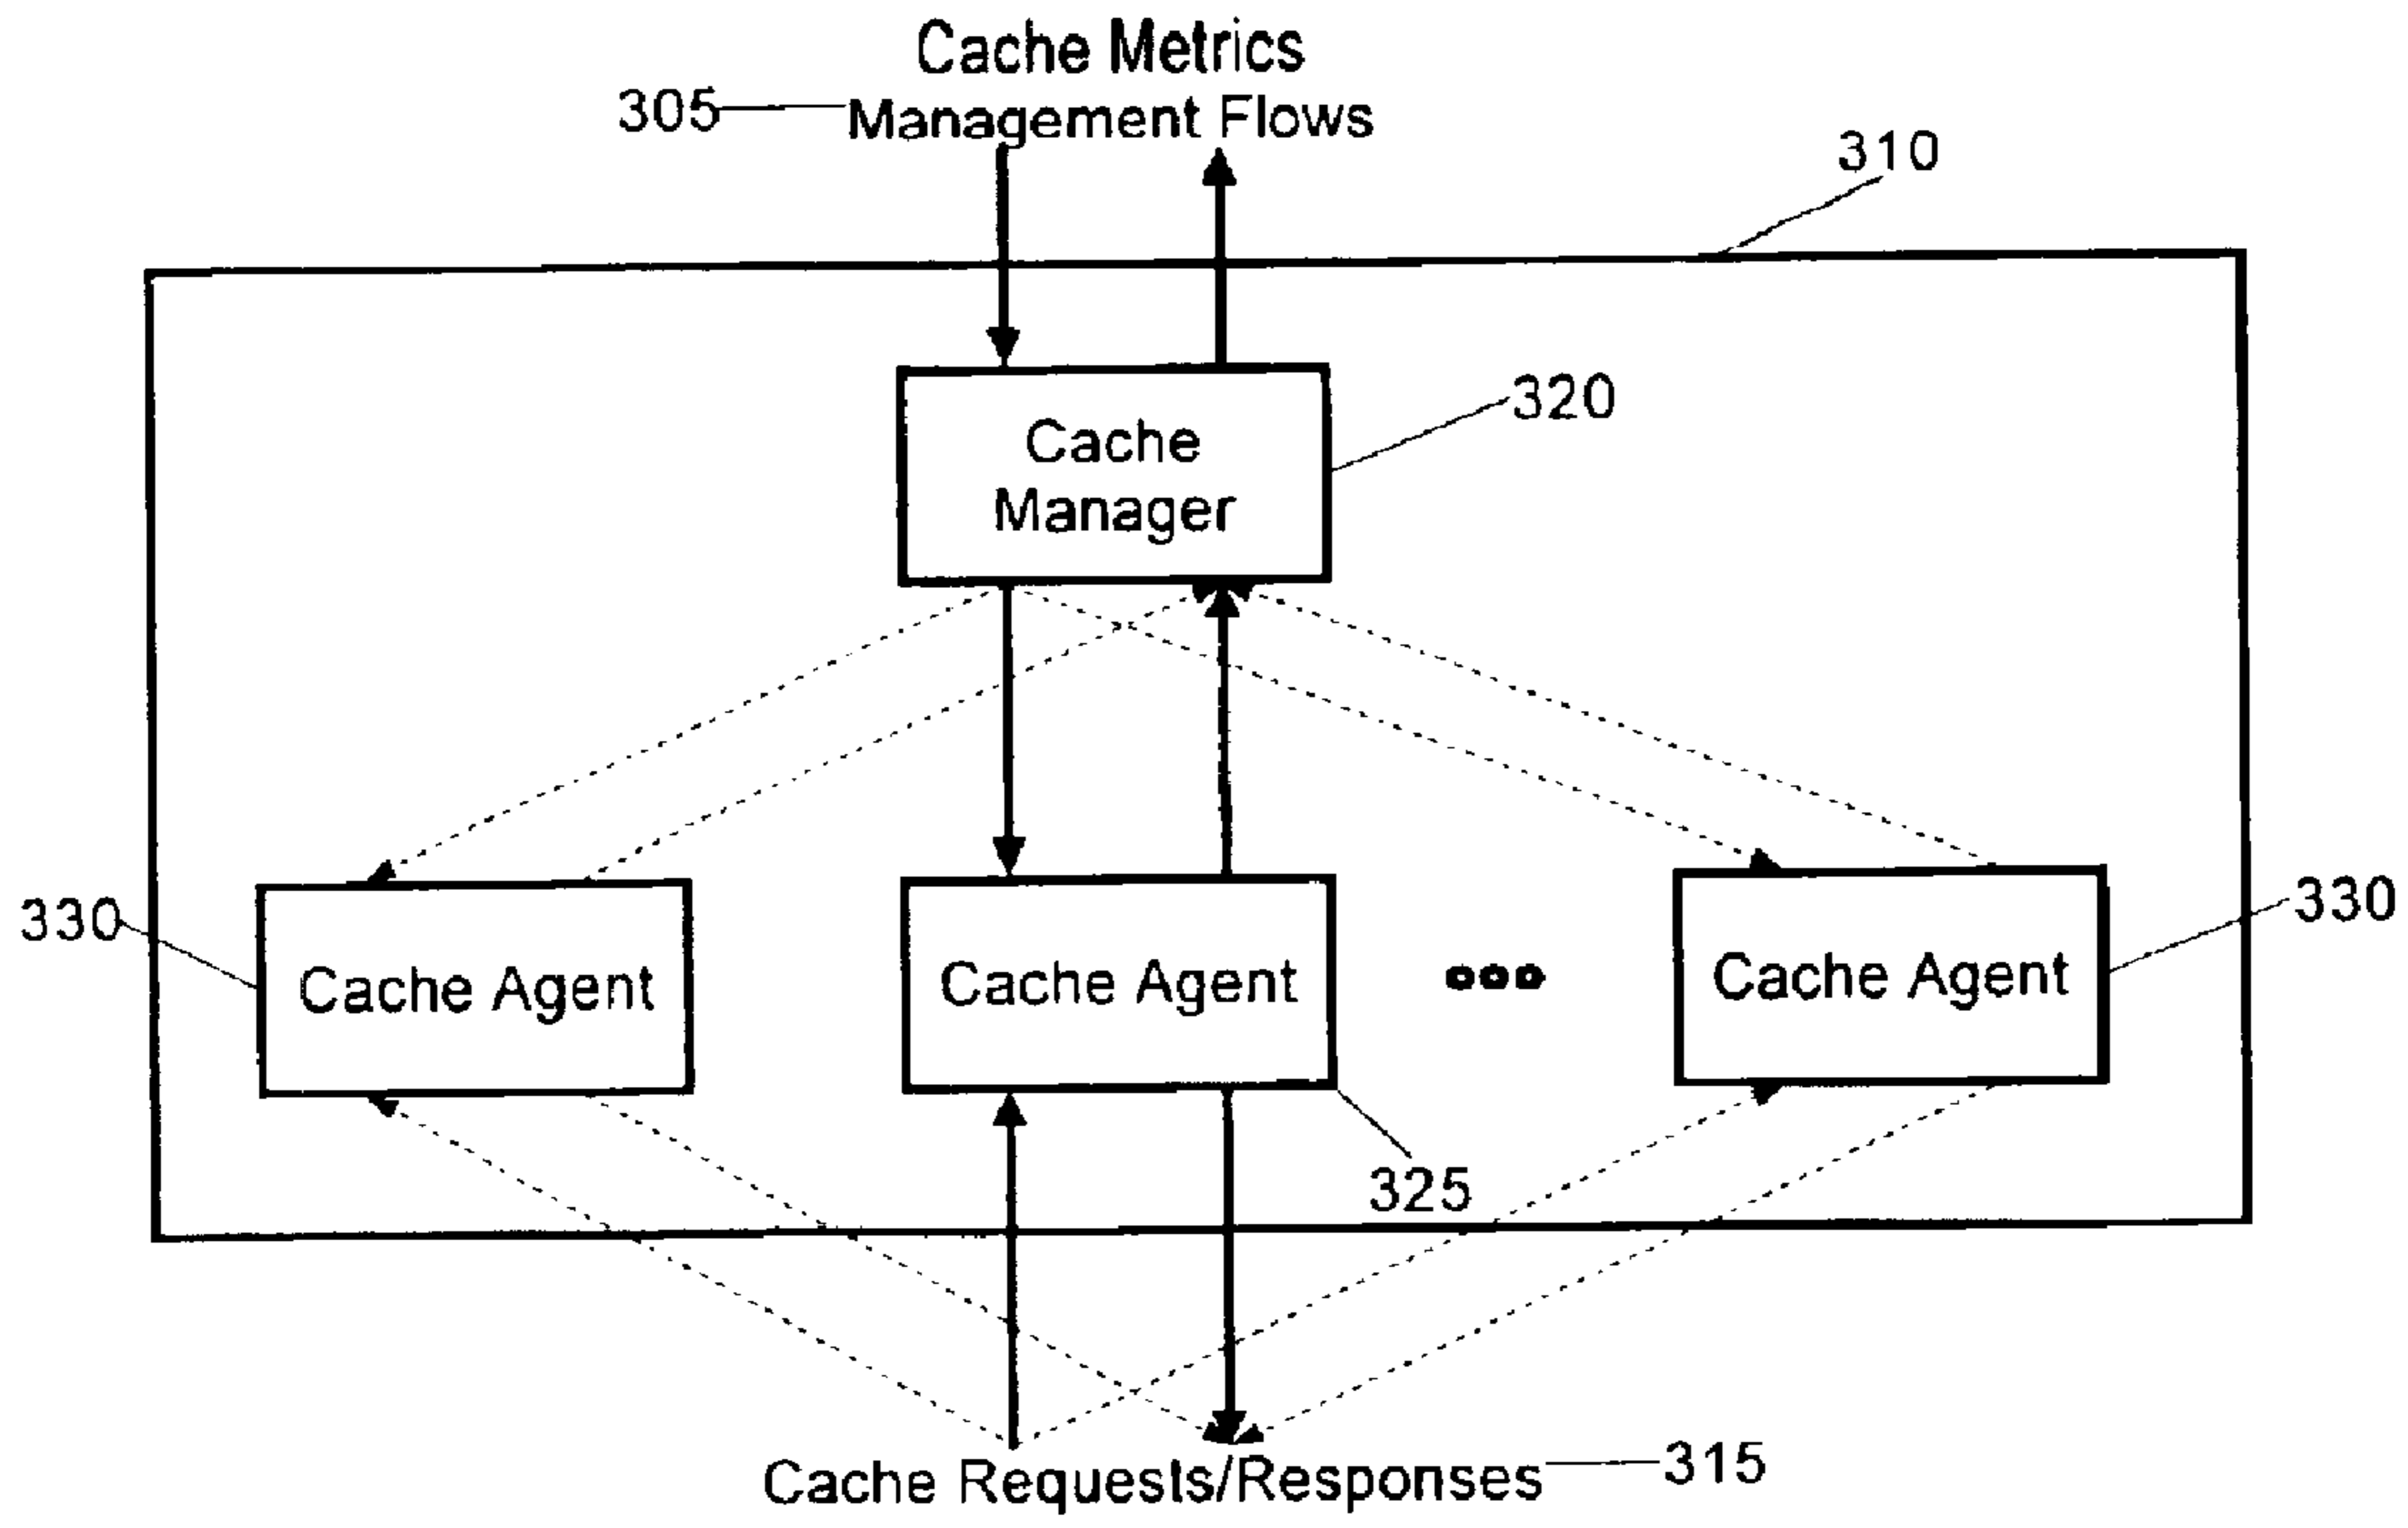 Cache Metrics
305 Management Flows
310
320
Cache
Manager
330
330
Cache Agent
Cache Agent
Cache Agent
325
Cache Requests/Responses 315